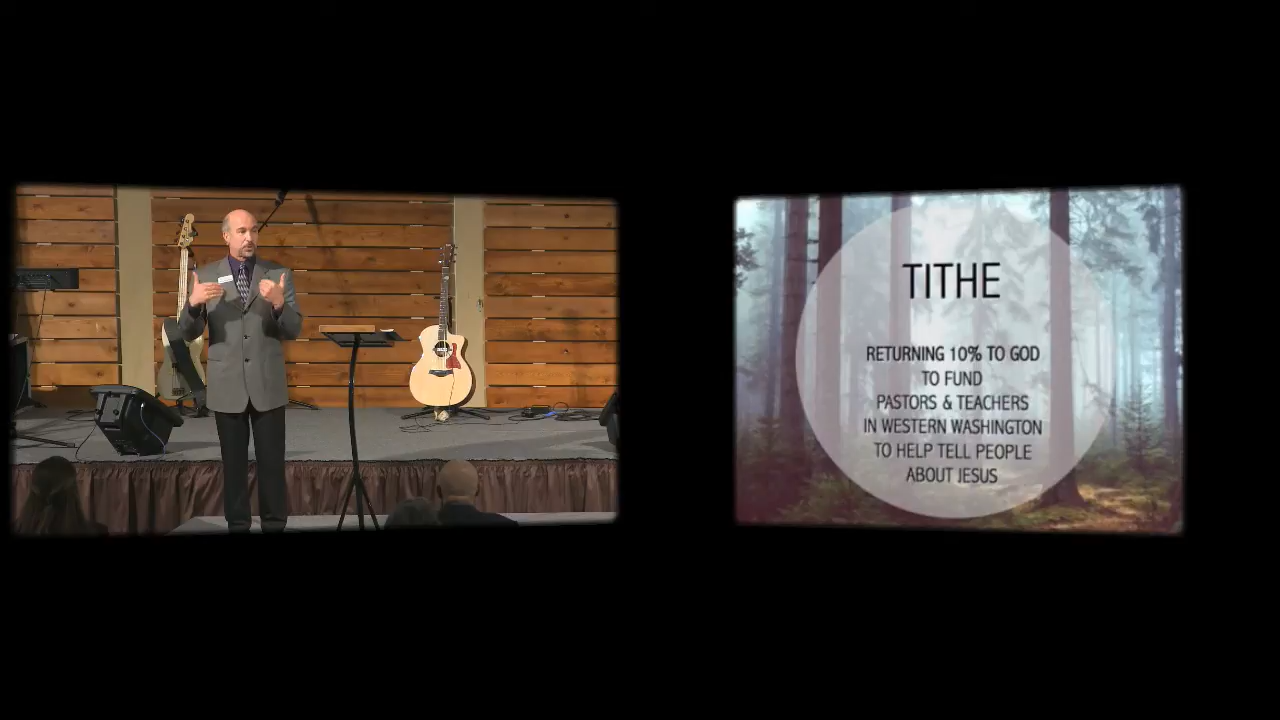 TITHE
RETURNING 10% TO GOD
TO FUND
PASTORS & TEACHERS
IN WESTERN WASHINGTON
TO HELP TELL PEOPLE
ABOUT JESUS